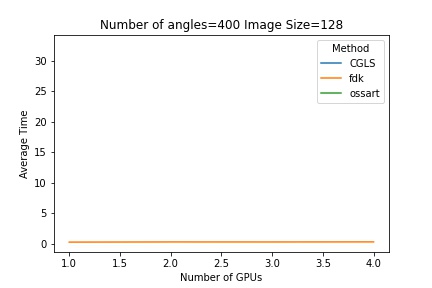 Number of angles=400 Image Size=128
Method
CGLS
fdk
ossart
Average Time
30
25
20
15
10
5
0
1.0 1.5 2.0 2.5 3.0 3.5 4.0
Number of GPUs